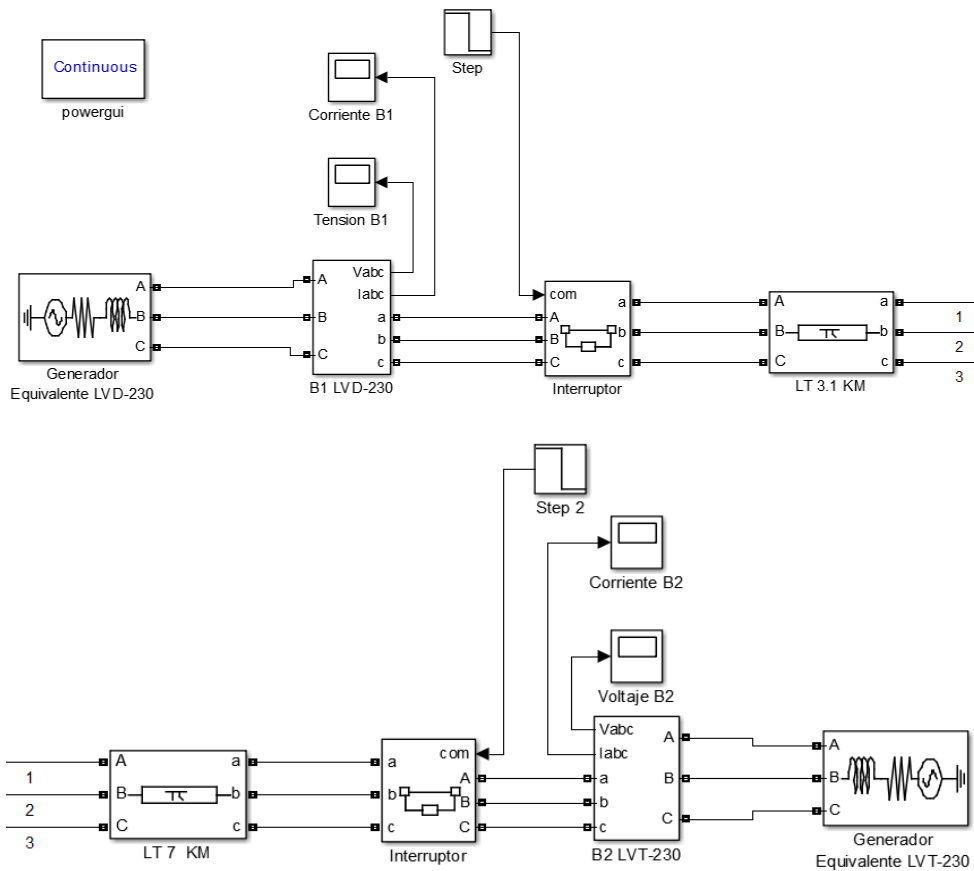 Continuous
powergui
Corriente B1
Tension B1
Step
A
B
C
Generador
Equivalente LVD-230
A
B
C
Vabc
Iabc
a
b
c
B1 LVD-230
com
A
B
C
a
b
c
Interruptor
A
B
C
a
b
c
LT 3.1 KM
1
2
3
Step 2
Corriente B2
Voltaje B2
1
2
3
A
B
C
a
b
c
LT 7 KM
a
b
c
com
A
B
C
Interruptor
Vabc
Iabc
a
b
c
A
B
C
B2 LVT-230
A
B
C
Generador
Equivalente LVT-230